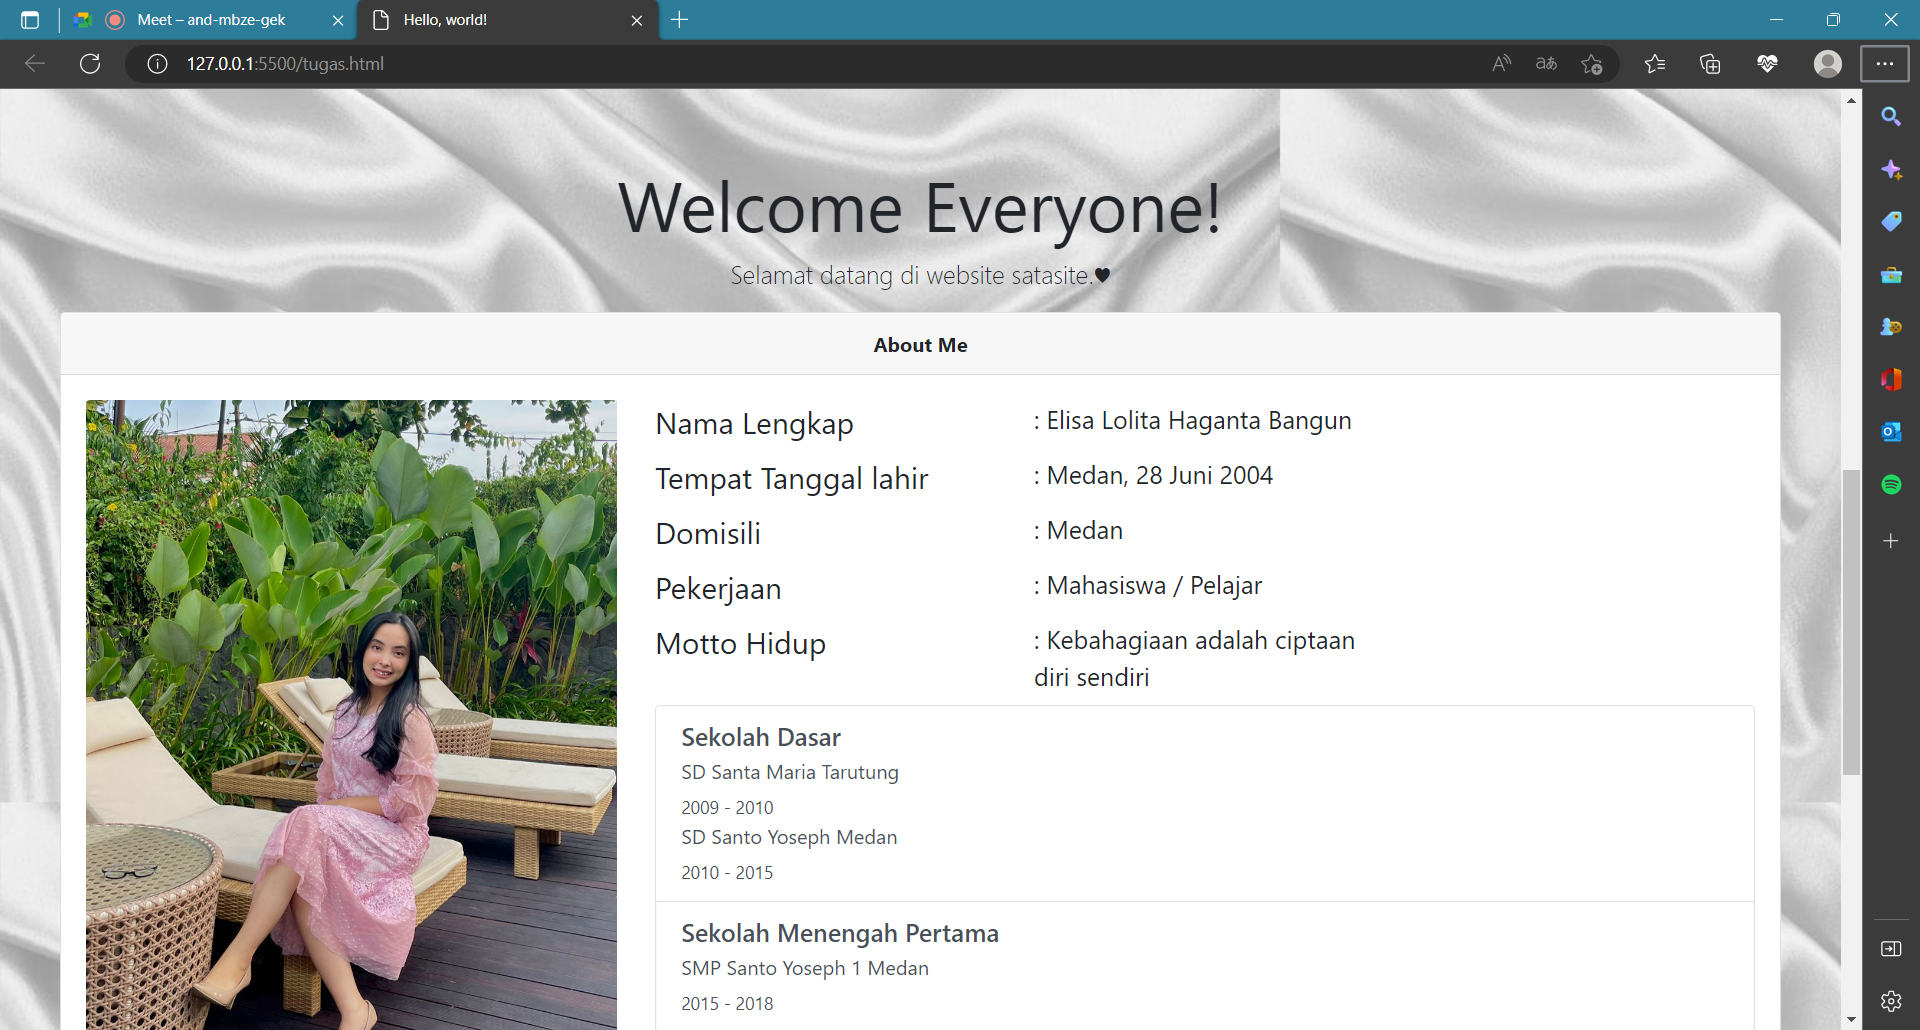 Meet – and-mbze-gek
Hello, world!
127.0.0.1:5500/tugas.html
Welcome Everyone!
Selamat datang di website satasite.♥
About Me
Nama Lengkap : Elisa Lolita Haganta Bangun
Tempat Tanggal lahir : Medan, 28 Juni 2004
Domisili : Medan
Pekerjaan : Mahasiswa / Pelajar
Motto Hidup : Kebahagiaan adalah ciptaan
diri sendiri
Sekolah Dasar
SD Santa Maria Tarutung
2009 - 2010
SD Santo Yoseph Medan
2010 - 2015
Sekolah Menengah Pertama
SMP Santo Yoseph 1 Medan
2015 - 2018